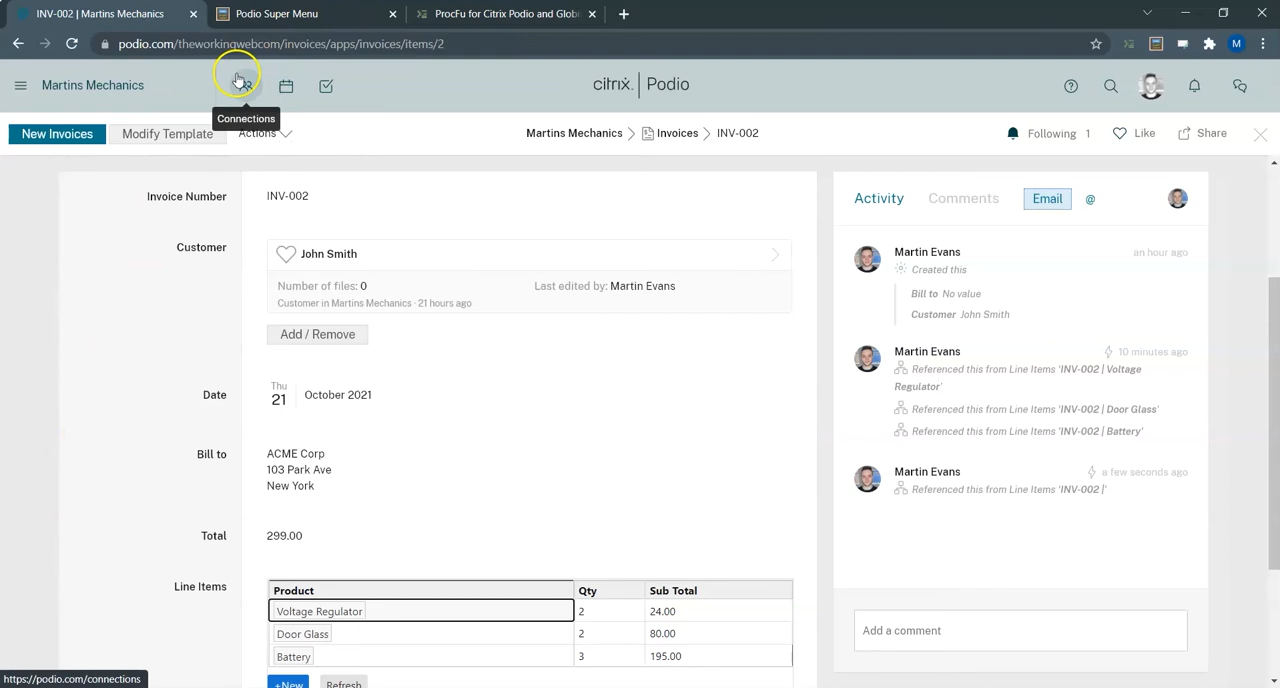 INV-002 | Martins Mechanics
Podio Super Menu
ProcFu for Citrix Podio and Globi
podio.com/theworkingwebcom/invoices/apps/invoices/items/2
M
Martins Mechanics
citrix | Podio
Connections
New Invoices
Modify Template
Actions
Martins Mechanics
Invoices
INV-002
Following 1
Like
Share
Invoice Number
INV-002
Customer
John Smith
Number of files: 0
Last edited by: Martin Evans
Customer in Martins Mechanics · 21 hours ago
Add / Remove
Date
Thu
21
October 2021
Bill to
ACME Corp
103 Park Ave
New York
Total
299.00
Line Items
Product Qty Sub Total
Voltage Regulator 2 24.00
Door Glass 2 80.00
Battery 3 195.00
+New
Refresh
Activity
Comments
Email
@
Martin Evans
an hour ago
Created this
Bill to No value
Customer John Smith
Martin Evans
10 minutes ago
Referenced this from Line Items 'INV-002 | Voltage
Regulator'
Referenced this from Line Items 'INV-002 | Door Glass'
Referenced this from Line Items 'INV-002 | Battery'
Martin Evans
a few seconds ago
Referenced this from Line Items 'INV-002 |'
Add a comment
https://podio.com/connections